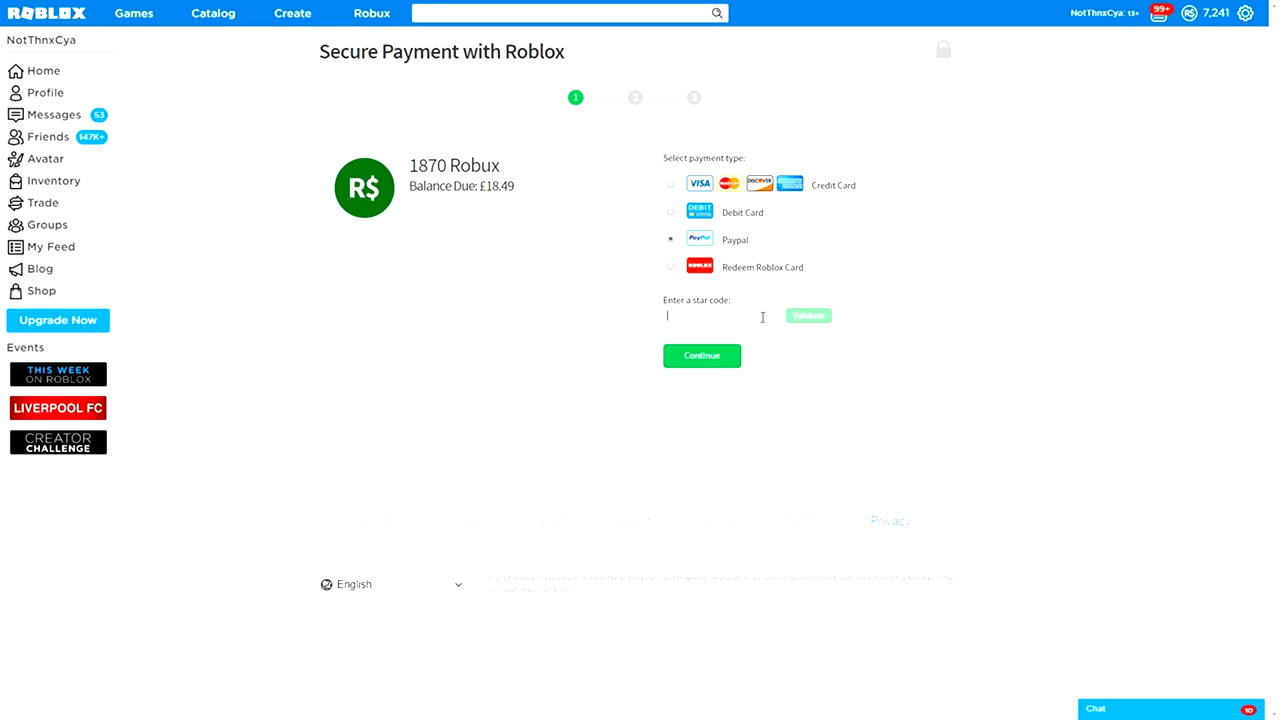 ROBLOX Games Catalog Create Robux NotThnxCya: 13+ 99+ R$ 7,241
NotThnxCya
Home
Profile
Messages 53
Friends 147K+
Avatar
Inventory
Trade
Groups
My Feed
Blog
Shop
Upgrade Now
Events
THIS WEEK
ON ROBLOX
LIVERPOOL FC
CREATOR
CHALLENGE
Secure Payment with Roblox
1 2 3
R$
1870 Robux
Balance Due: £18.49
Select payment type:
VISA MasterCard DISCOVER Credit Card
DEBIT Debit Card
PayPal Paypal
ROBLOX Redeem Roblox Card
Enter a star code:
Validate
Continue
Privacy
English
Chat 10